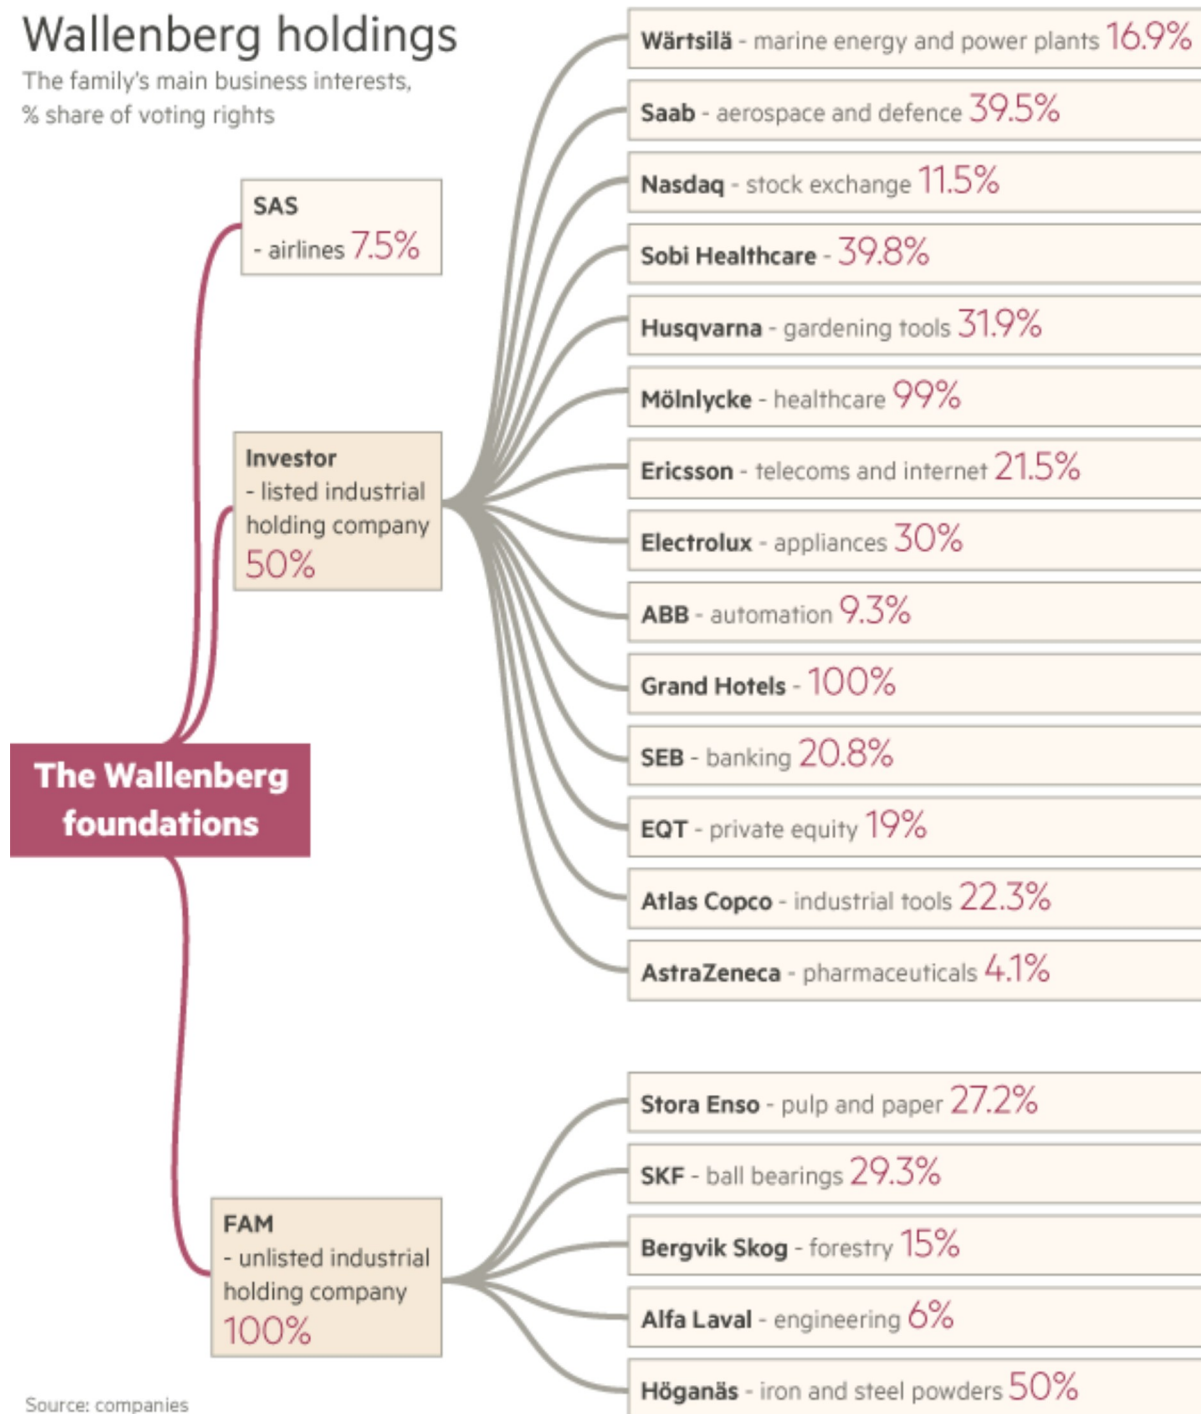 Wallenberg holdings
The family's main business interests,
% share of voting rights
SAS
- airlines 7.5%
Investor
- listed industrial
holding company
50%
The Wallenberg
foundations
FAM
- unlisted industrial
holding company
100%
Wärtsilä - marine energy and power plants 16.9%
Saab - aerospace and defence 39.5%
Nasdaq - stock exchange 11.5%
Sobi Healthcare - 39.8%
Husqvarna - gardening tools 31.9%
Mölnlycke - healthcare 99%
Ericsson - telecoms and internet 21.5%
Electrolux - appliances 30%
ABB - automation 9.3%
Grand Hotels - 100%
SEB - banking 20.8%
EQT - private equity 19%
Atlas Copco - industrial tools 22.3%
AstraZeneca - pharmaceuticals 4.1%
Stora Enso - pulp and paper 27.2%
SKF - ball bearings 29.3%
Bergvik Skog - forestry 15%
Alfa Laval - engineering 6%
Höganäs - iron and steel powders 50%
Source: companies